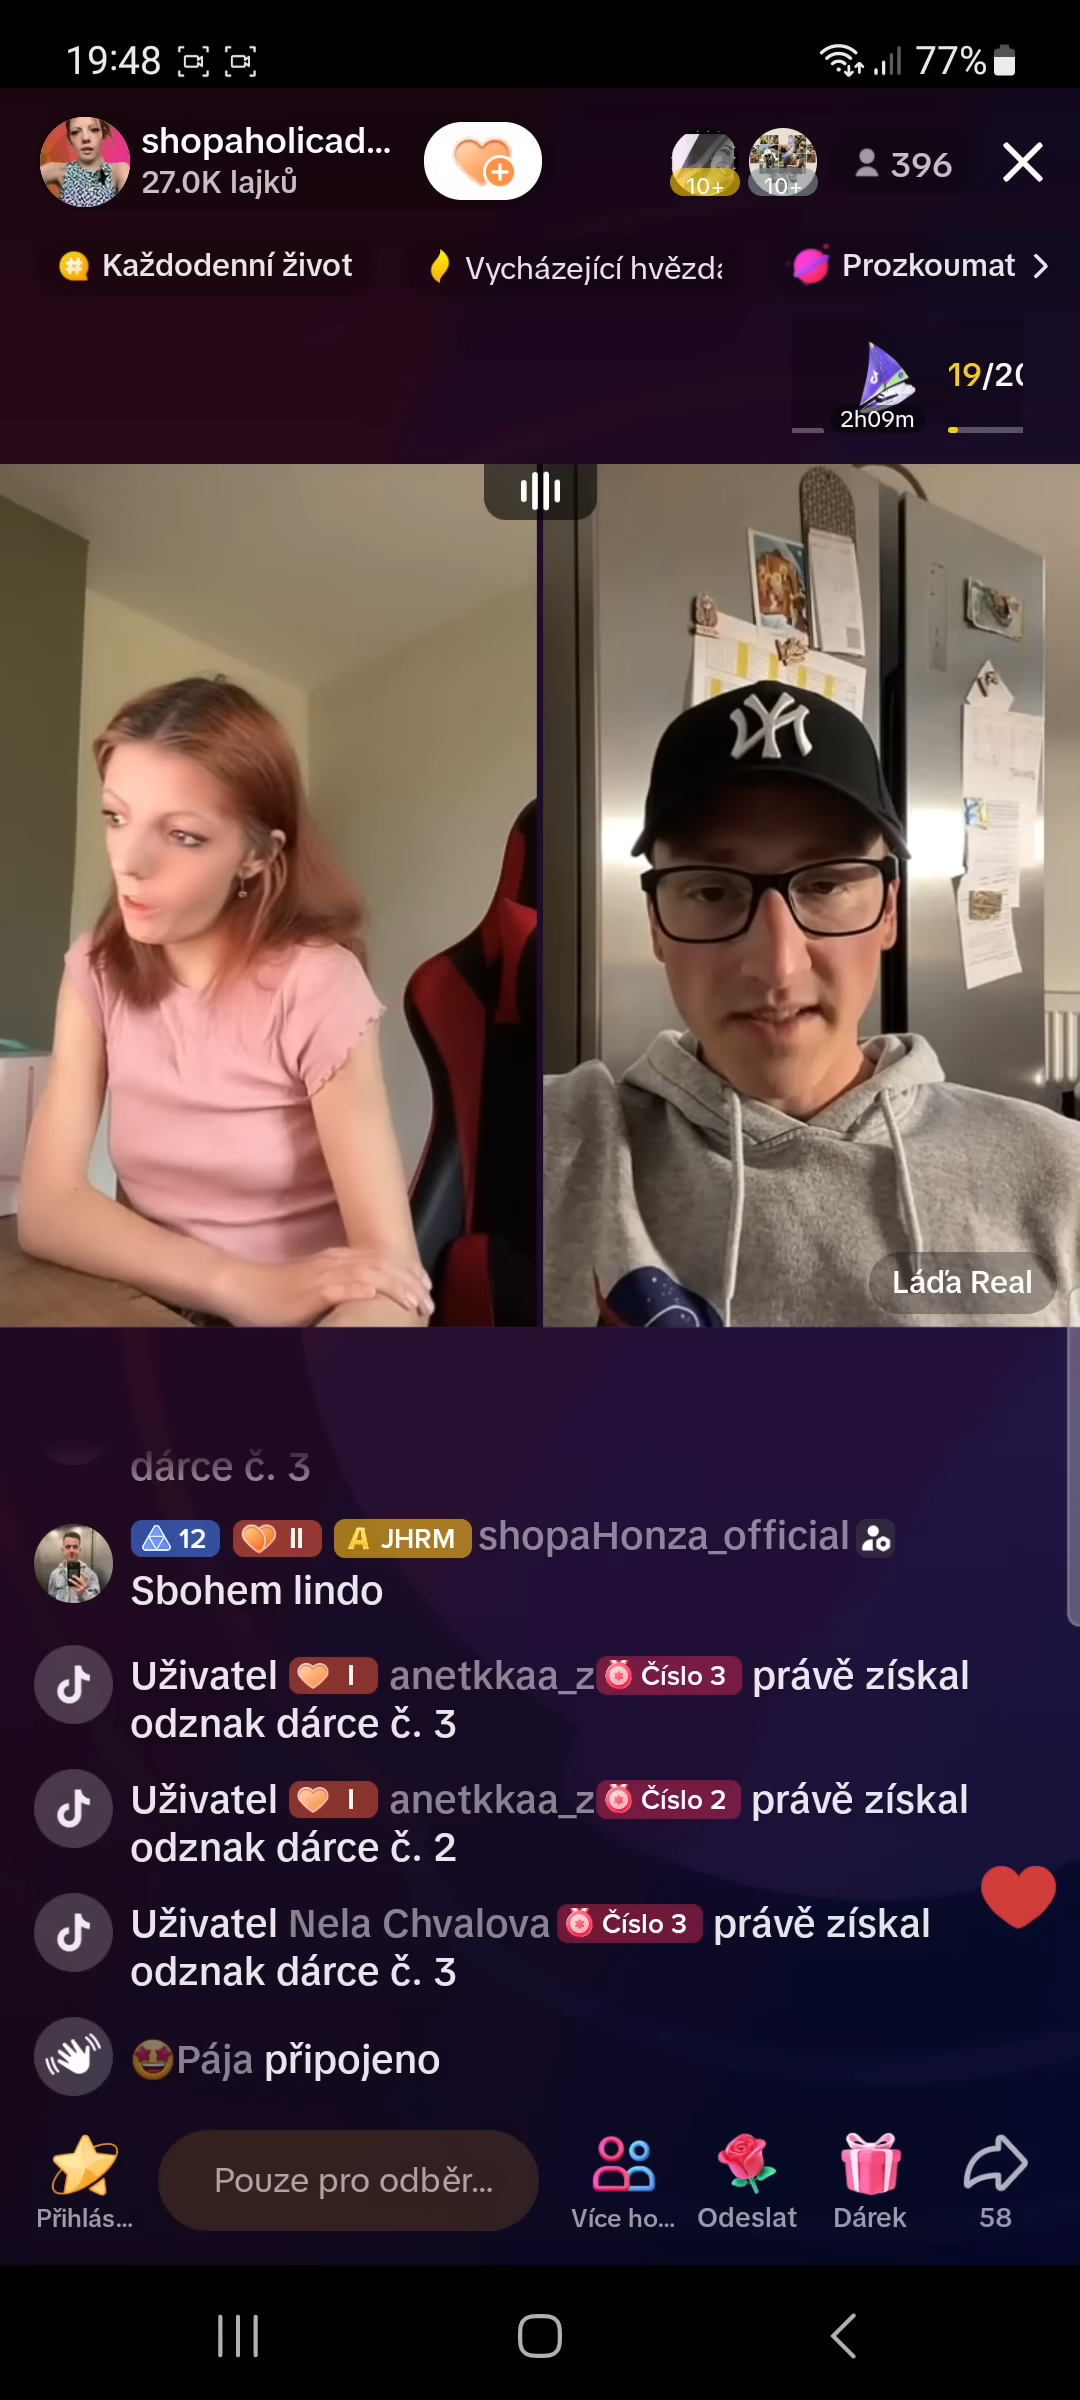 19:48
77%
shopaholicad...
27.0K lajků
10+
10+
396
Každodenní život
Vycházející hvězda
Prozkoumat
19/20
2h09m
NY
Láďa Real
dárce č. 3
12 II A JHRM shopaHonza_official
Sbohem lindo
Uživatel I anetkkaa_z Číslo 3 právě získal
odznak dárce č. 3
Uživatel I anetkkaa_z Číslo 2 právě získal
odznak dárce č. 2
Uživatel Nela Chvalova Číslo 3 právě získal
odznak dárce č. 3
Pája připojeno
Pouze pro odběr...
Přihlás...
Více ho...
Odeslat
Dárek
58